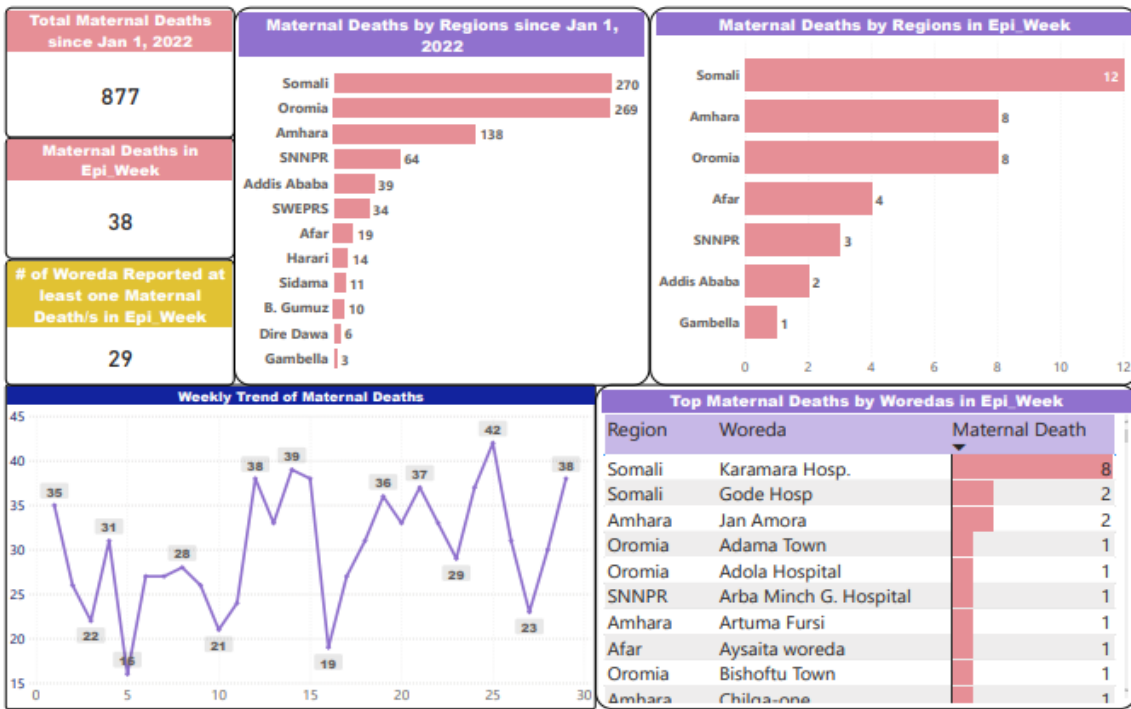 Total Maternal Deaths
since Jan 1, 2022
877
Maternal Deaths in
Epi_Week
38
# of Woreda Reported at
least one Maternal
Death/s in Epi_Week
29
Maternal Deaths by Regions since Jan 1,
2022
Somali 270
Oromia 269
Amhara 138
SNNPR 64
Addis Ababa 39
SWEPRS 34
Afar 19
Harari 14
Sidama 11
B. Gumuz 10
Dire Dawa 6
Gambella 3
Maternal Deaths by Regions in Epi_Week
Somali 12
Amhara 8
Oromia 8
Afar 4
SNNPR 3
Addis Ababa 2
Gambella 1
0 2 4 6 8 10 12
Weekly Trend of Maternal Deaths
45
40
35
30
25
20
15
35 22 31 16 28 21 38 39 19 36 37 29 42 23 38
0 5 10 15 20 25 30
Top Maternal Deaths by Woredas in Epi_Week
Region Woreda Maternal Death
Somali Karamara Hosp. 8
Somali Gode Hosp 2
Amhara Jan Amora 2
Oromia Adama Town 1
Oromia Adola Hospital 1
SNNPR Arba Minch G. Hospital 1
Amhara Artuma Fursi 1
Afar Aysaita woreda 1
Oromia Bishoftu Town 1
Amhara Chilga-one 1